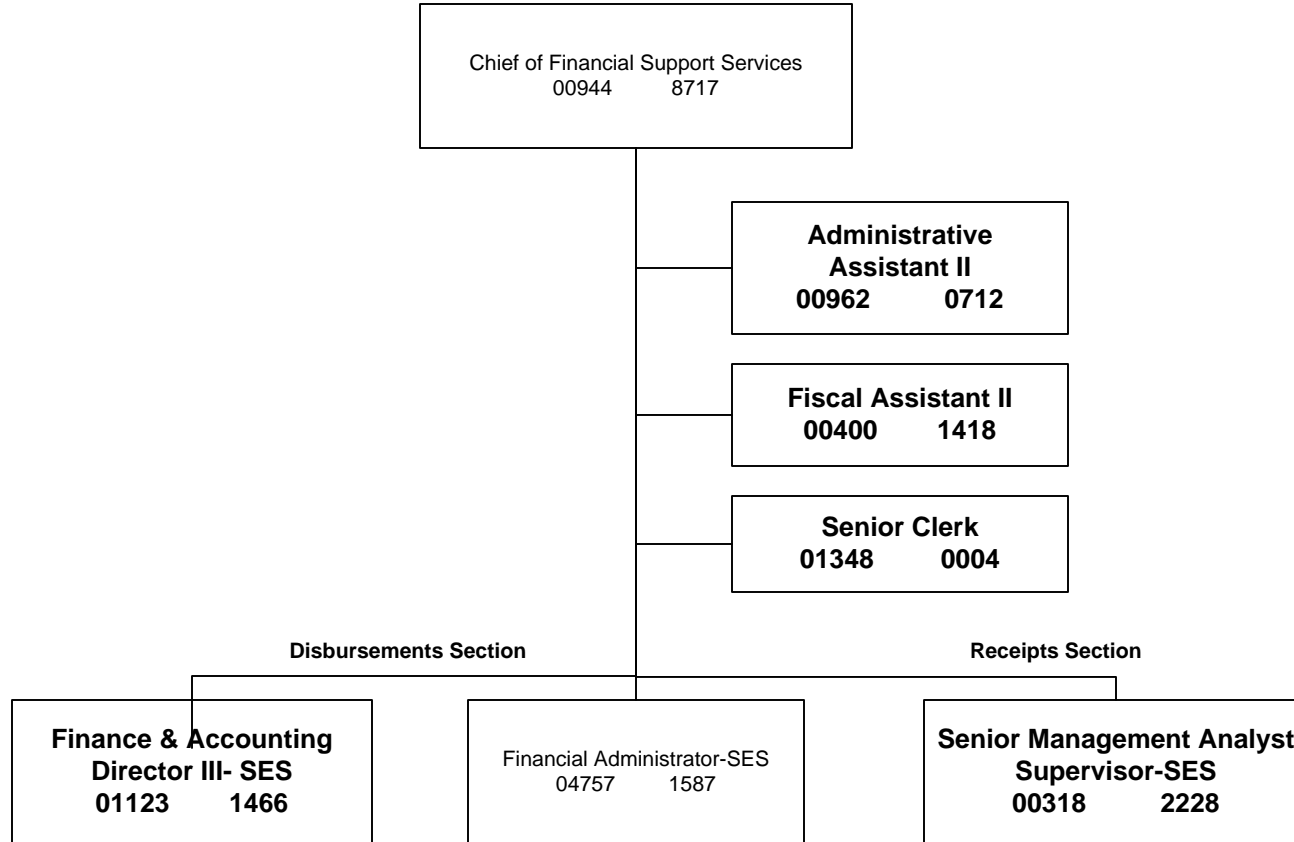 Chief of Financial Support Services
00944 8717
Administrative
Assistant II
00962 0712
Fiscal Assistant II
00400 1418
Senior Clerk
01348 0004
Disbursements Section
Receipts Section
Finance & Accounting
Director III- SES
01123 1466
Financial Administrator-SES
04757 1587
Senior Management Analyst
Supervisor-SES
00318 2228